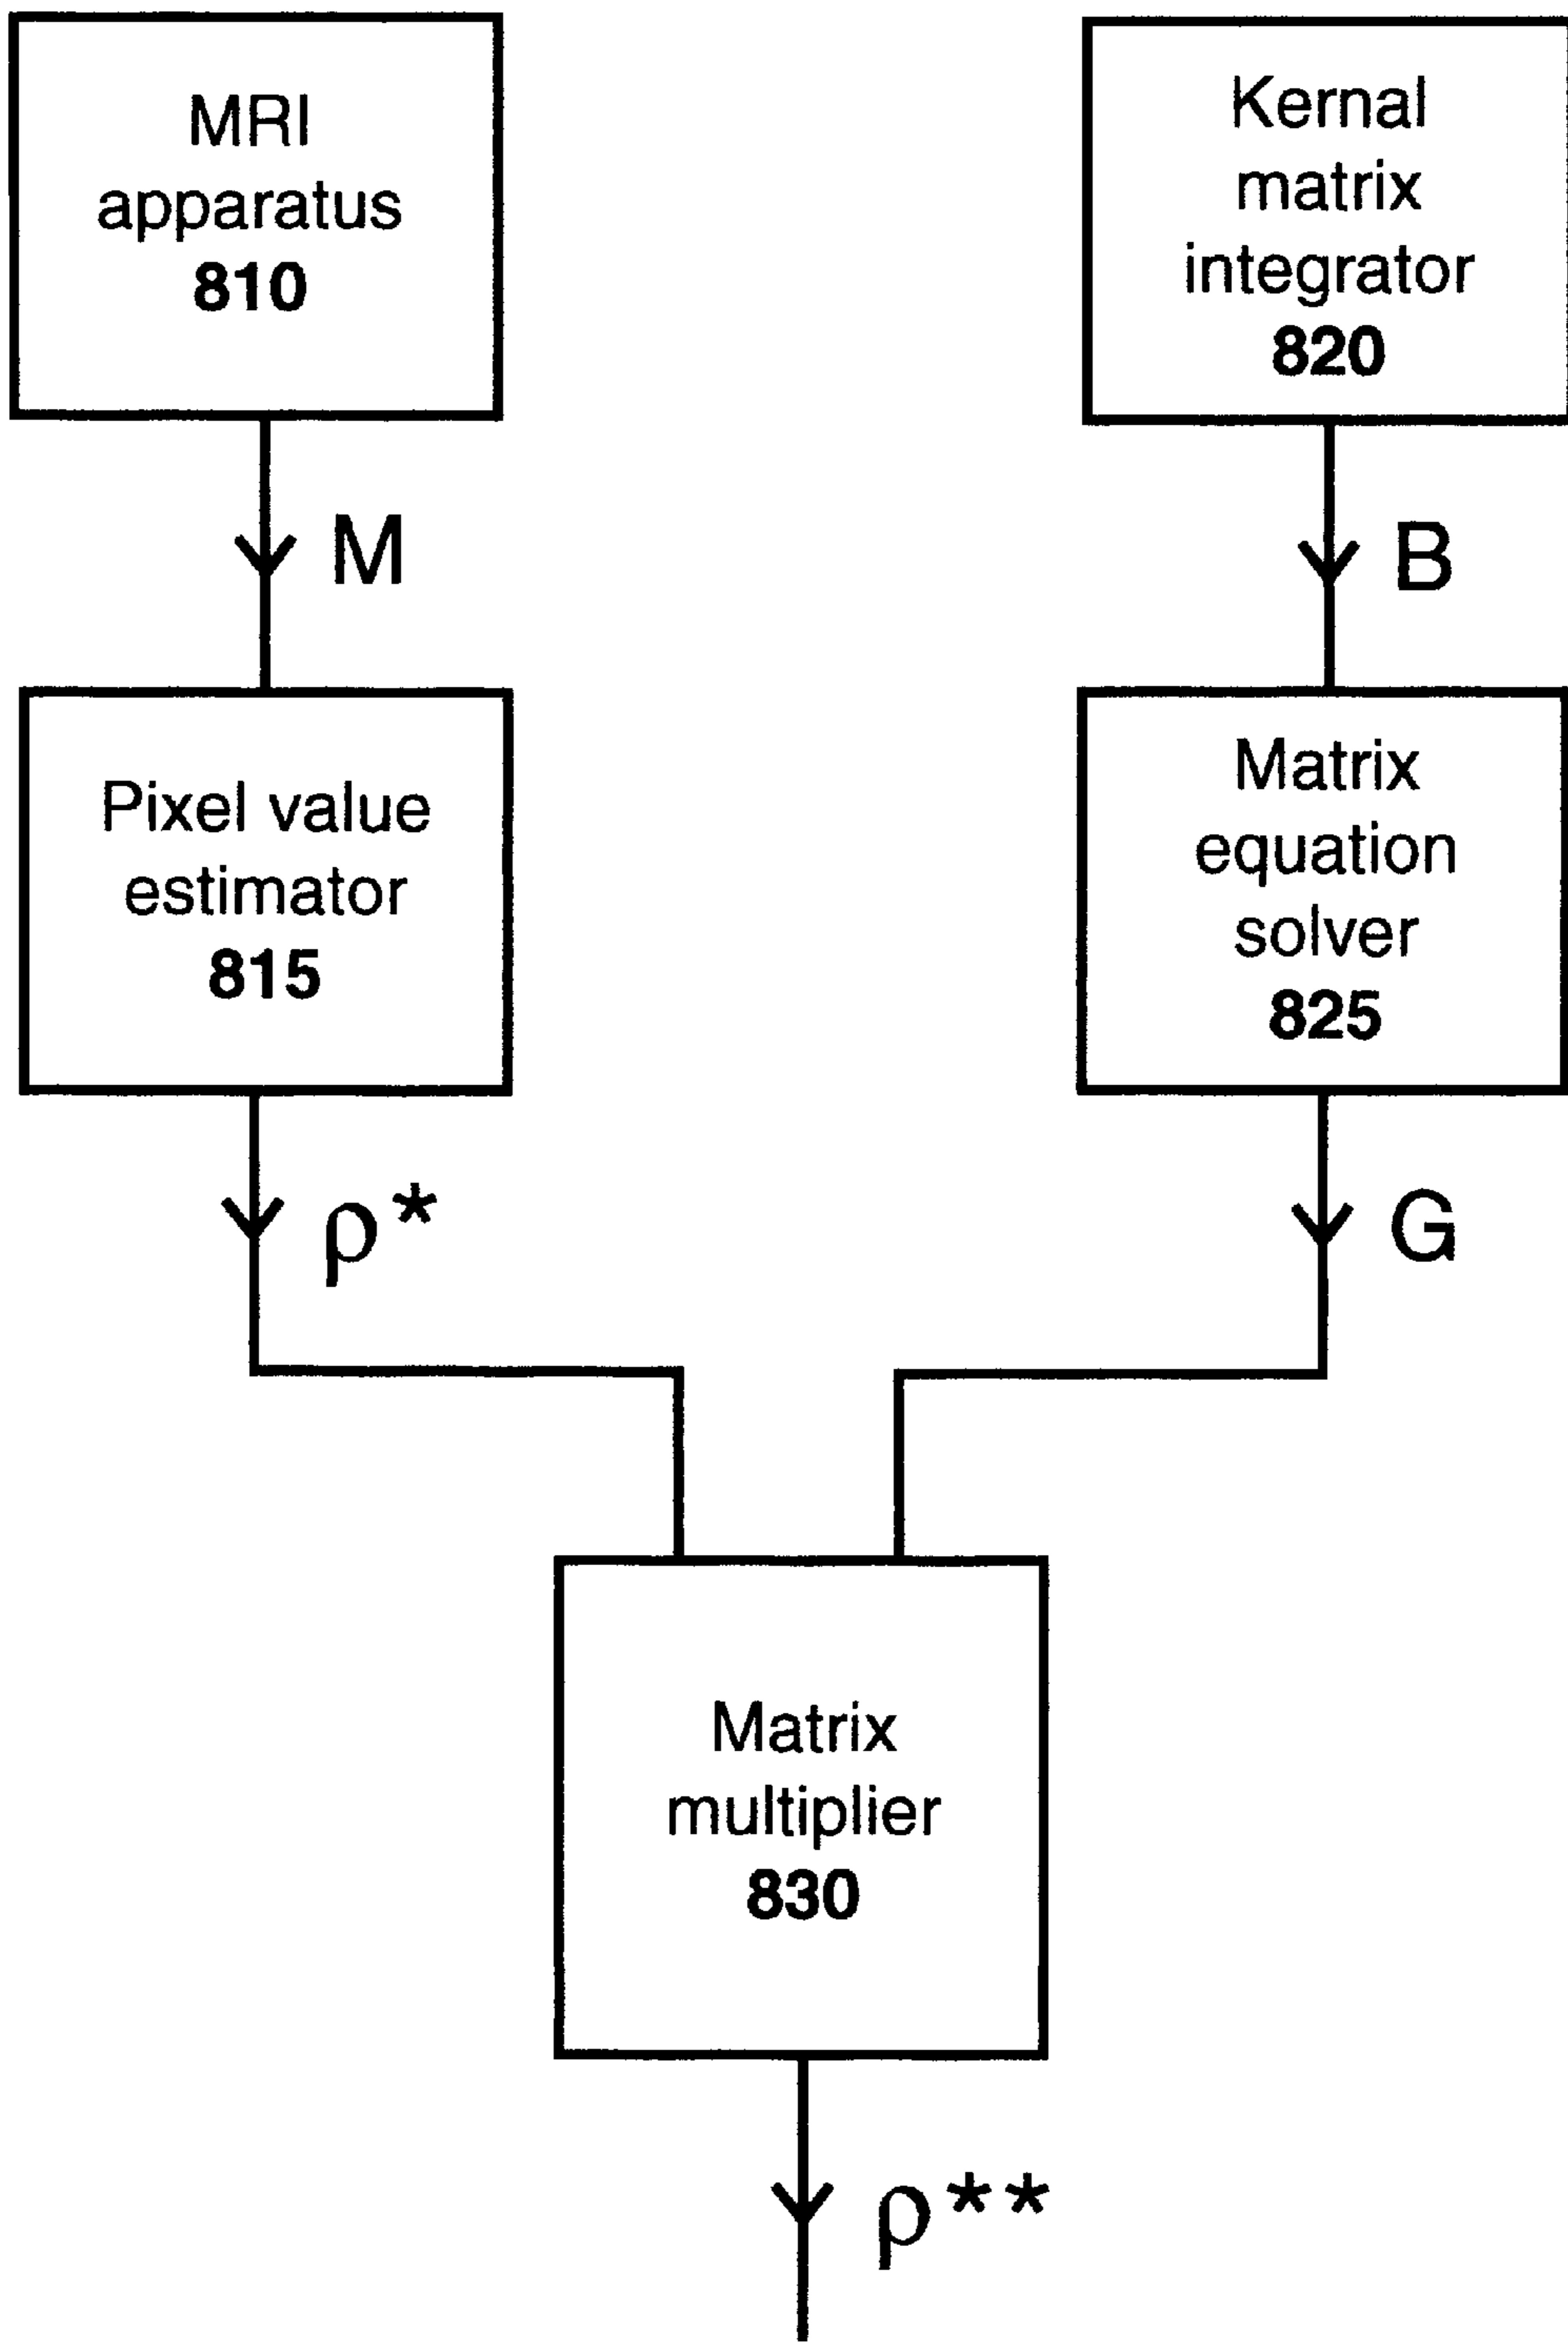 MRI
apparatus
810
Kernal
matrix
integrator
820
M
B
Pixel value
estimator
815
Matrix
equation
solver
825
ρ*
G
Matrix
multiplier
830
ρ**